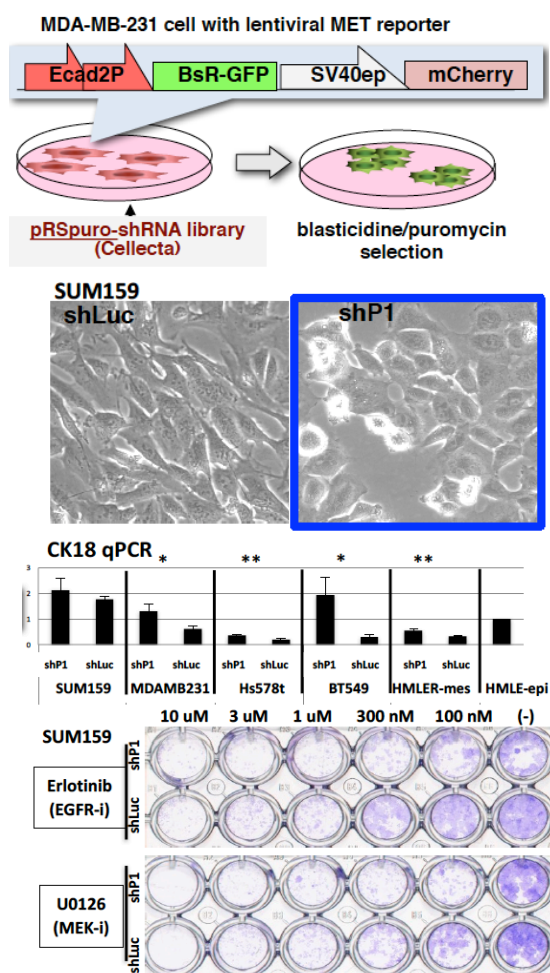 MDA-MB-231 cell with lentiviral MET reporter
Ecad2P BsR-GFP SV40ep mCherry
pRSpuro-shRNA library
(Cellecta)
blasticidine/puromycin
selection
SUM159
shLuc
shP1
CK18 qPCR
* ** * **
3
2
1
0
shP1 shLuc shP1 shLuc shP1 shLuc shP1 shLuc shP1 shLuc
SUM159 MDAMB231 Hs578t BT549 HMLER-mes HMLE-epi
10 uM 3 uM 1 uM 300 nM 100 nM (-)
SUM159
Erlotinib
(EGFR-i)
shP1
shLuc
U0126
(MEK-i)
shP1
shLuc